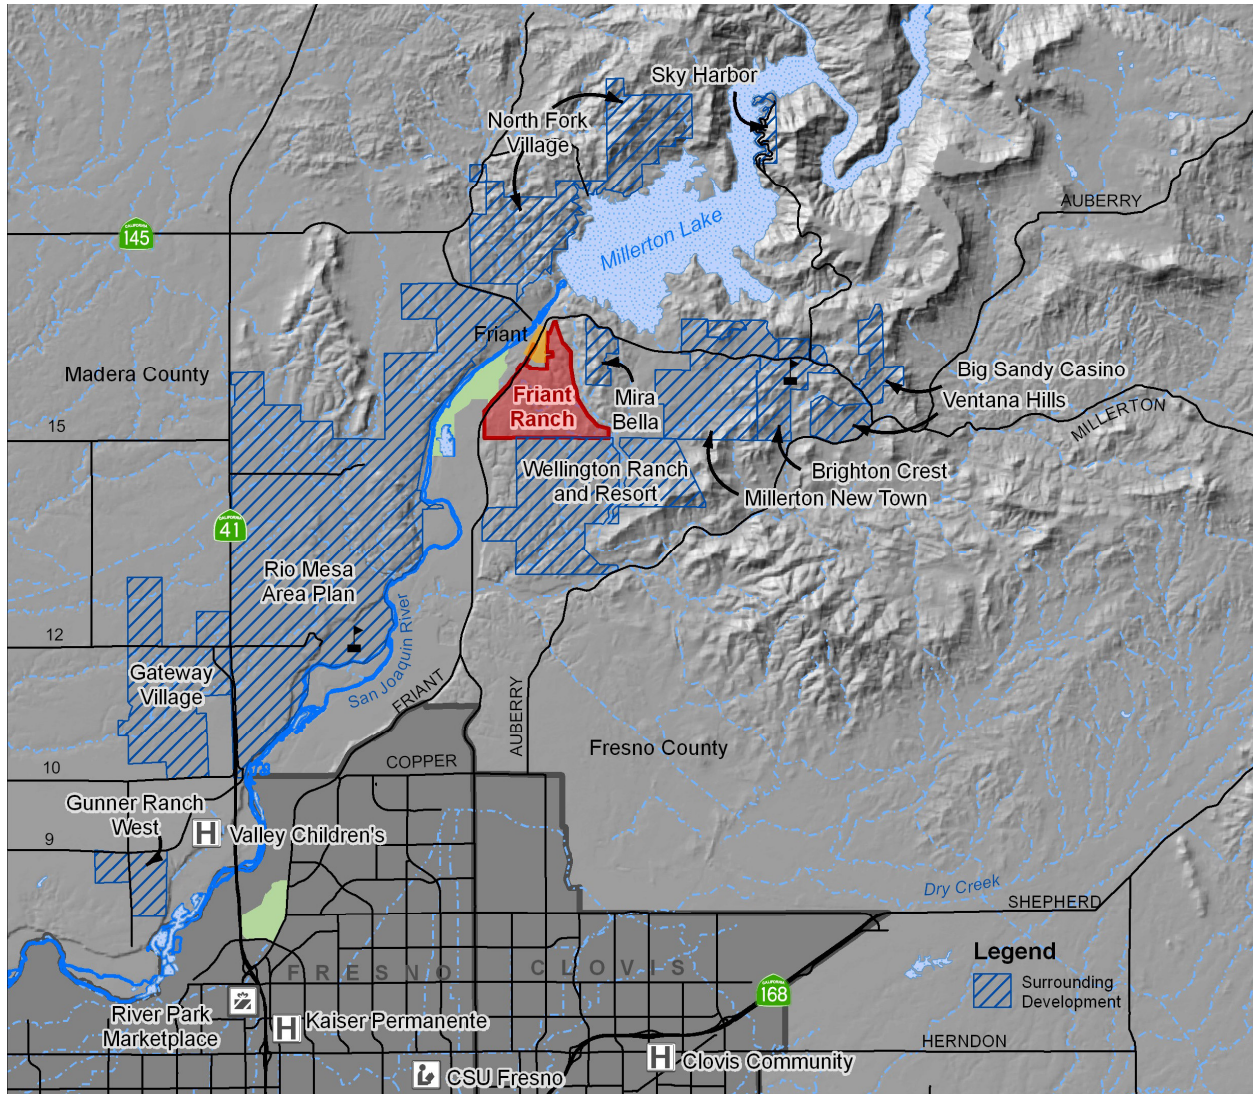 Sky Harbor
North Fork
Village
AUBERRY
CALIFORNIA
145
Millerton Lake
Friant
Madera County
Friant
Ranch
Mira
Bella
Big Sandy Casino
Ventana Hills
MILLERTON
15
Wellington Ranch
and Resort
Brighton Crest
Millerton New Town
CALIFORNIA
41
Rio Mesa
Area Plan
12
San Joaquin River
Gateway
Village
FRIANT
AUBERRY
Fresno County
COPPER
10
Gunner Ranch
West
9
H
Valley Children's
Dry Creek
SHEPHERD
Legend
Surrounding
Development
FRESNO
CLOVIS
CALIFORNIA
168
River Park
Marketplace
H
Kaiser Permanente
HERNDON
H
Clovis Community
CSU Fresno